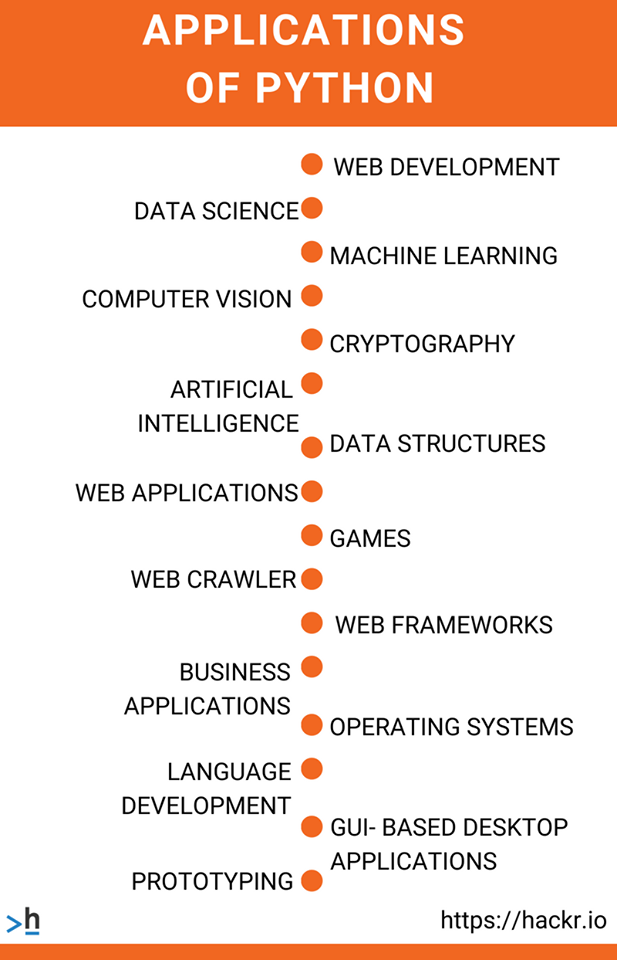 APPLICATIONS
OF PYTHON
WEB DEVELOPMENT
DATA SCIENCE
MACHINE LEARNING
COMPUTER VISION
CRYPTOGRAPHY
ARTIFICIAL
INTELLIGENCE
DATA STRUCTURES
WEB APPLICATIONS
GAMES
WEB CRAWLER
WEB FRAMEWORKS
BUSINESS
APPLICATIONS
OPERATING SYSTEMS
LANGUAGE
DEVELOPMENT
GUI- BASED DESKTOP
APPLICATIONS
PROTOTYPING
>h
https://hackr.io